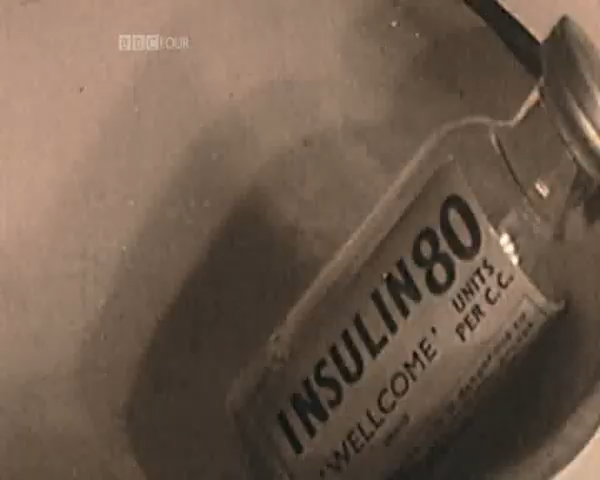 BBC FOUR
INSULIN 80
UNITS
PER C.C.
'WELLCOME'